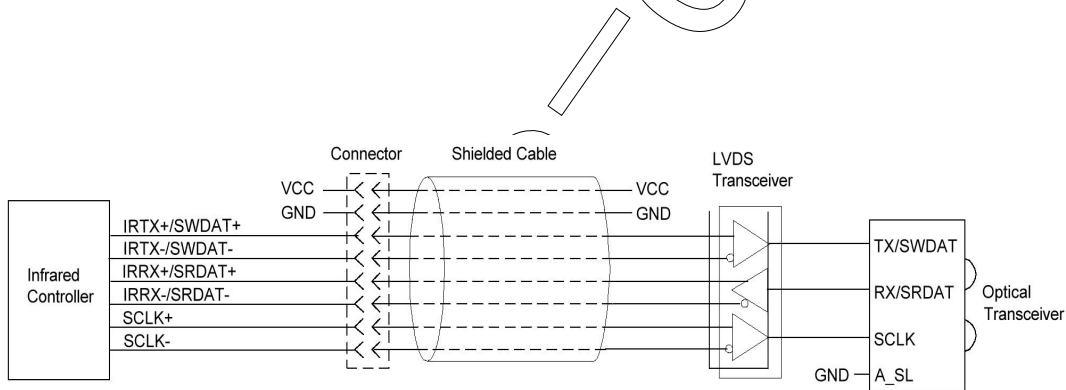 Connector
Shielded Cable
LVDS
Transceiver
VCC
VCC
GND
GND
IRTX+/SWDAT+
IRTX-/SWDAT-
IRRX+/SRDAT+
IRRX-/SRDAT-
SCLK+
SCLK-
Infrared
Controller
TX/SWDAT
RX/SRDAT
SCLK
GND
A_SL
Optical
Transceiver